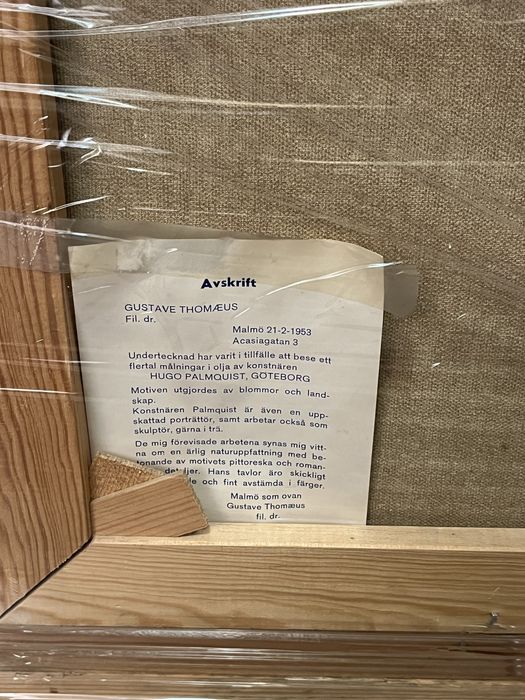 Avskrift
GUSTAVE THOMÆUS
Fil. dr.
Malmö 21-2-1953
Acasiagatan 3
Undertecknad har varit i tillfälle att bese ett
flertal målningar i olja av konstnären
HUGO PALMQUIST, GÖTEBORG
Motiven utgjordes av blommor och land-
skap.
Konstnären Palmquist är även en upp-
skattad porträttör, samt arbetar också som
skulptör, gärna i trä.
De mig förevisade arbetena synas mig vitt-
na om en ärlig naturuppfattning med be-
tonande av motivets pittoreska och roman-
Hans tavlor äro skickligt
och fint avstämda i färger.
Malmö som ovan
Gustave Thomæus
fil. dr.